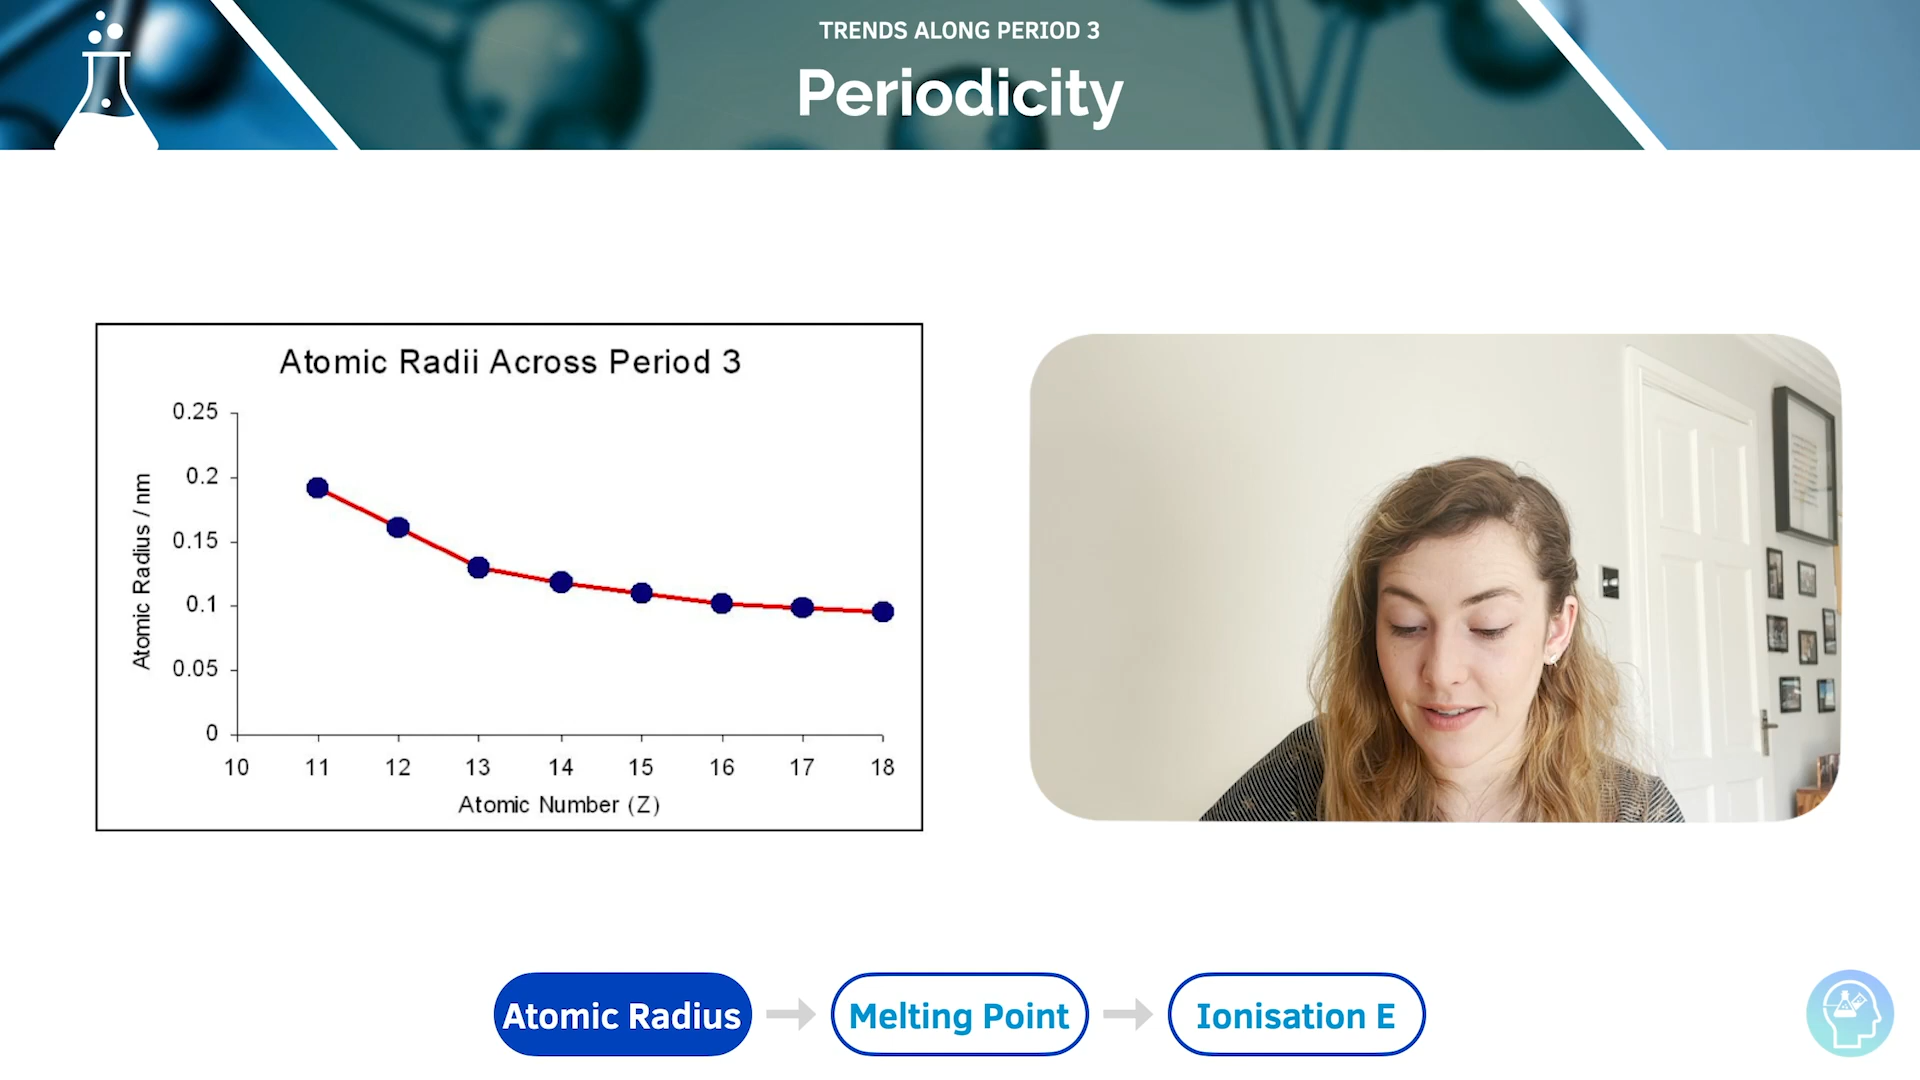 TRENDS ALONG PERIOD 3
Periodicity
Atomic Radii Across Period 3
0.25
0.2
0.15
0.1
0.05
0
Atomic Radius / nm
10 11 12 13 14 15 16 17 18
Atomic Number (Z)
Atomic Radius
Melting Point
Ionisation E